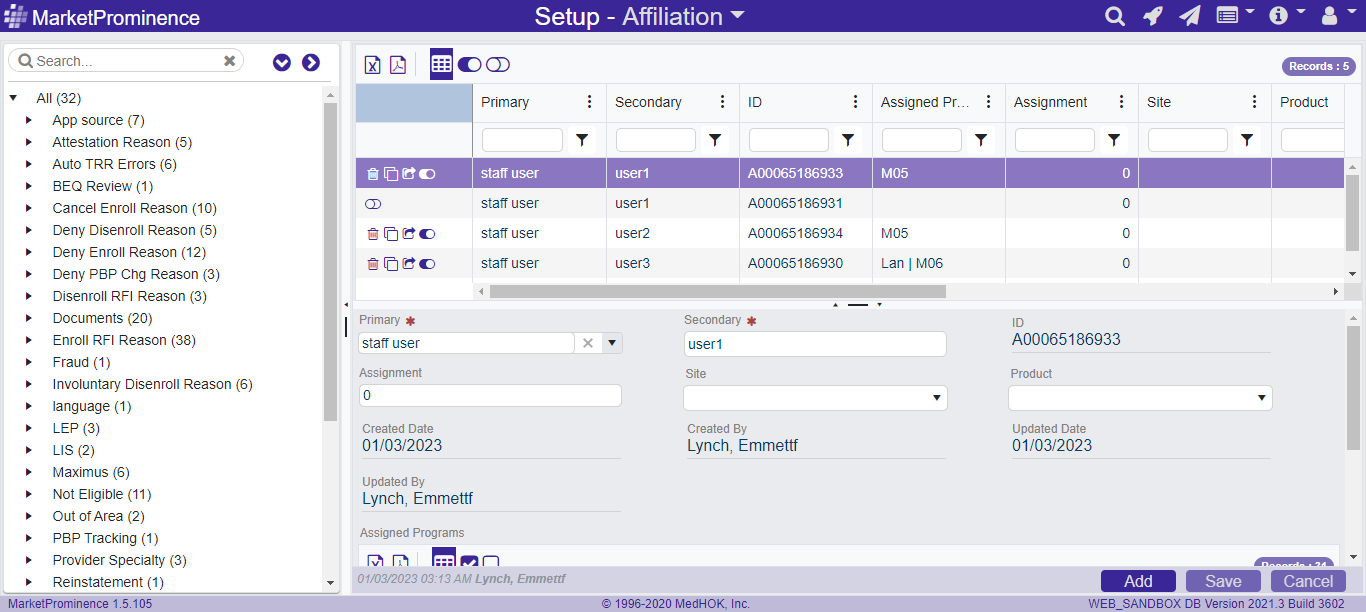 MarketProminence
Setup - Affiliation
Search...
Records : 5
All (32)
App source (7)
Attestation Reason (5)
Auto TRR Errors (6)
BEQ Review (1)
Cancel Enroll Reason (10)
Deny Disenroll Reason (5)
Deny Enroll Reason (12)
Deny PBP Chg Reason (3)
Disenroll RFI Reason (3)
Documents (20)
Enroll RFI Reason (38)
Fraud (1)
Involuntary Disenroll Reason (6)
language (1)
LEP (3)
LIS (2)
Maximus (6)
Not Eligible (11)
Out of Area (2)
PBP Tracking (1)
Provider Specialty (3)
Reinstatement (1)
Primary Secondary ID Assigned Pr... Assignment Site Product
staff user user1 A00065186933 M05 0
staff user user1 A00065186931 0
staff user user2 A00065186934 M05 0
staff user user3 A00065186930 Lan | M06 0
Primary * Secondary * ID
staff user user1 A00065186933
Assignment Site Product
0
Created Date Created By Updated Date
01/03/2023 Lynch, Emmettf 01/03/2023
Updated By
Lynch, Emmettf
Assigned Programs
Records : 24
01/03/2023 03:13 AM Lynch, Emmettf
Add Save Cancel
MarketProminence 1.5.105 © 1996-2020 MedHOK, Inc. WEB_SANDBOX DB Version 2021.3 Build 3602